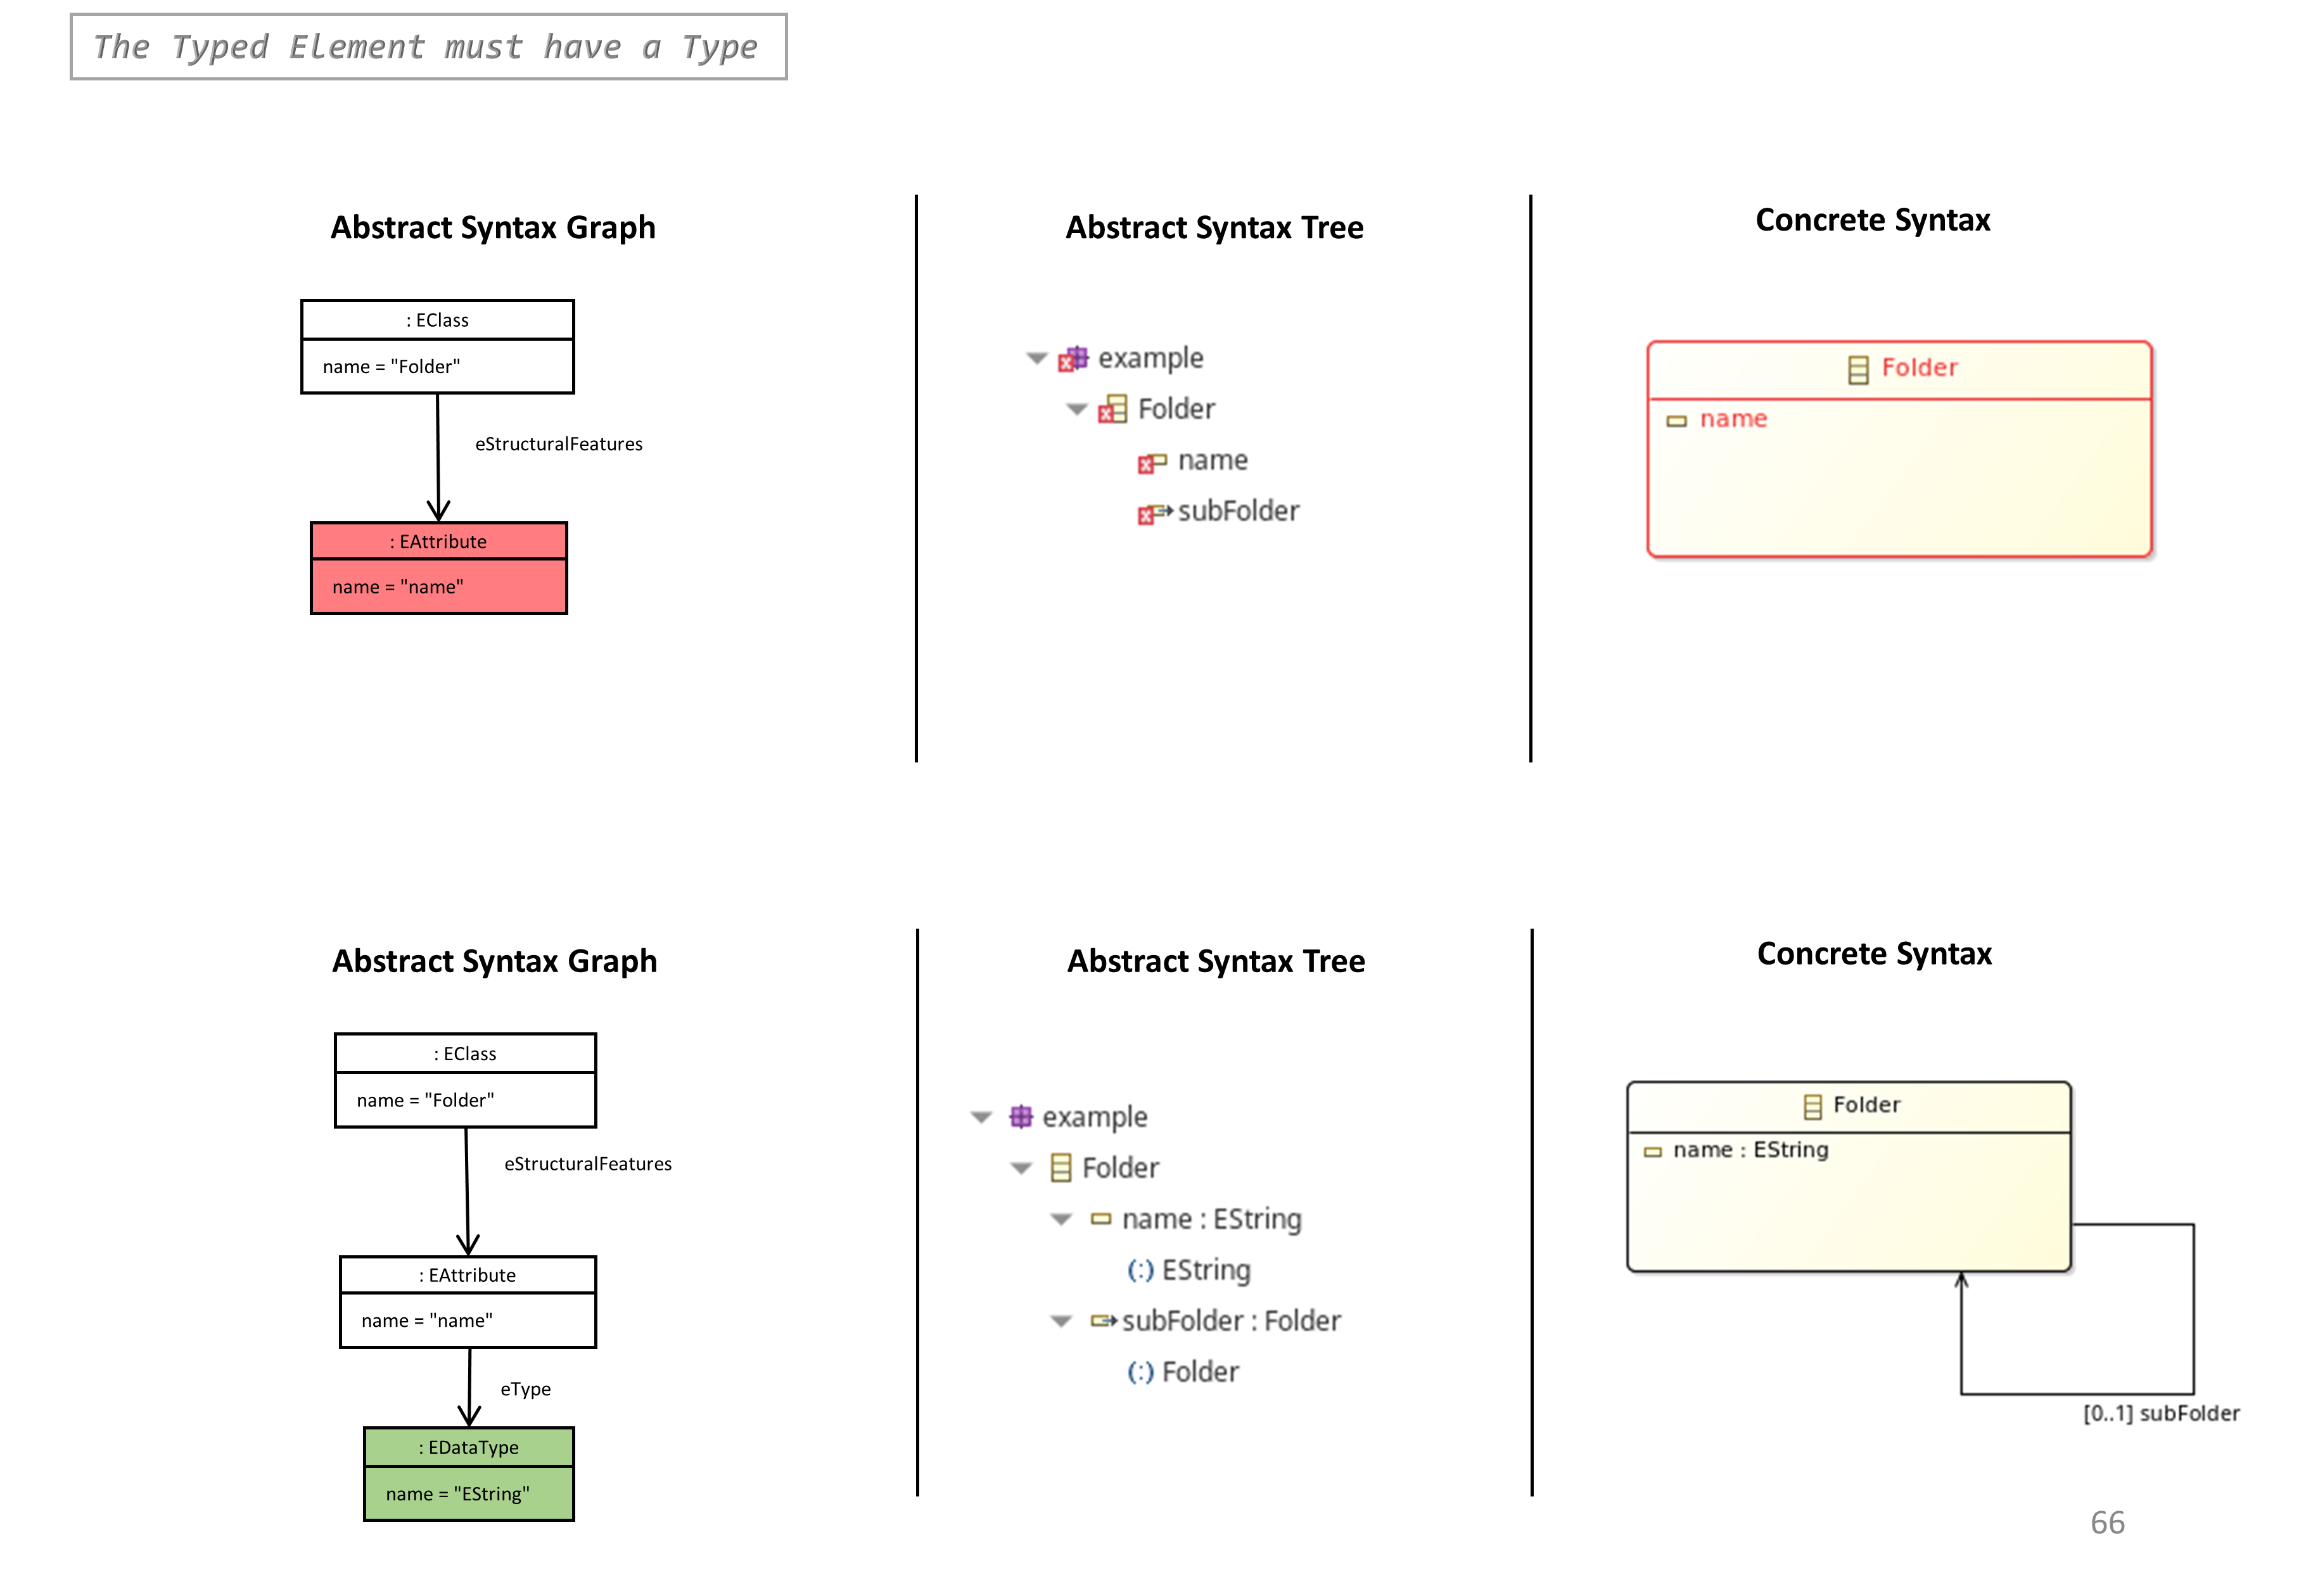 The Typed Element must have a Type
Abstract Syntax Graph
: EClass
name = "Folder"
eStructuralFeatures
: EAttribute
name = "name"
Abstract Syntax Tree
example
Folder
name
subFolder
Concrete Syntax
Folder
name
Abstract Syntax Graph
: EClass
name = "Folder"
eStructuralFeatures
: EAttribute
name = "name"
eType
: EDataType
name = "EString"
Abstract Syntax Tree
example
Folder
name : EString
(:) EString
subFolder : Folder
(:) Folder
Concrete Syntax
Folder
name : EString
[0..1] subFolder
66